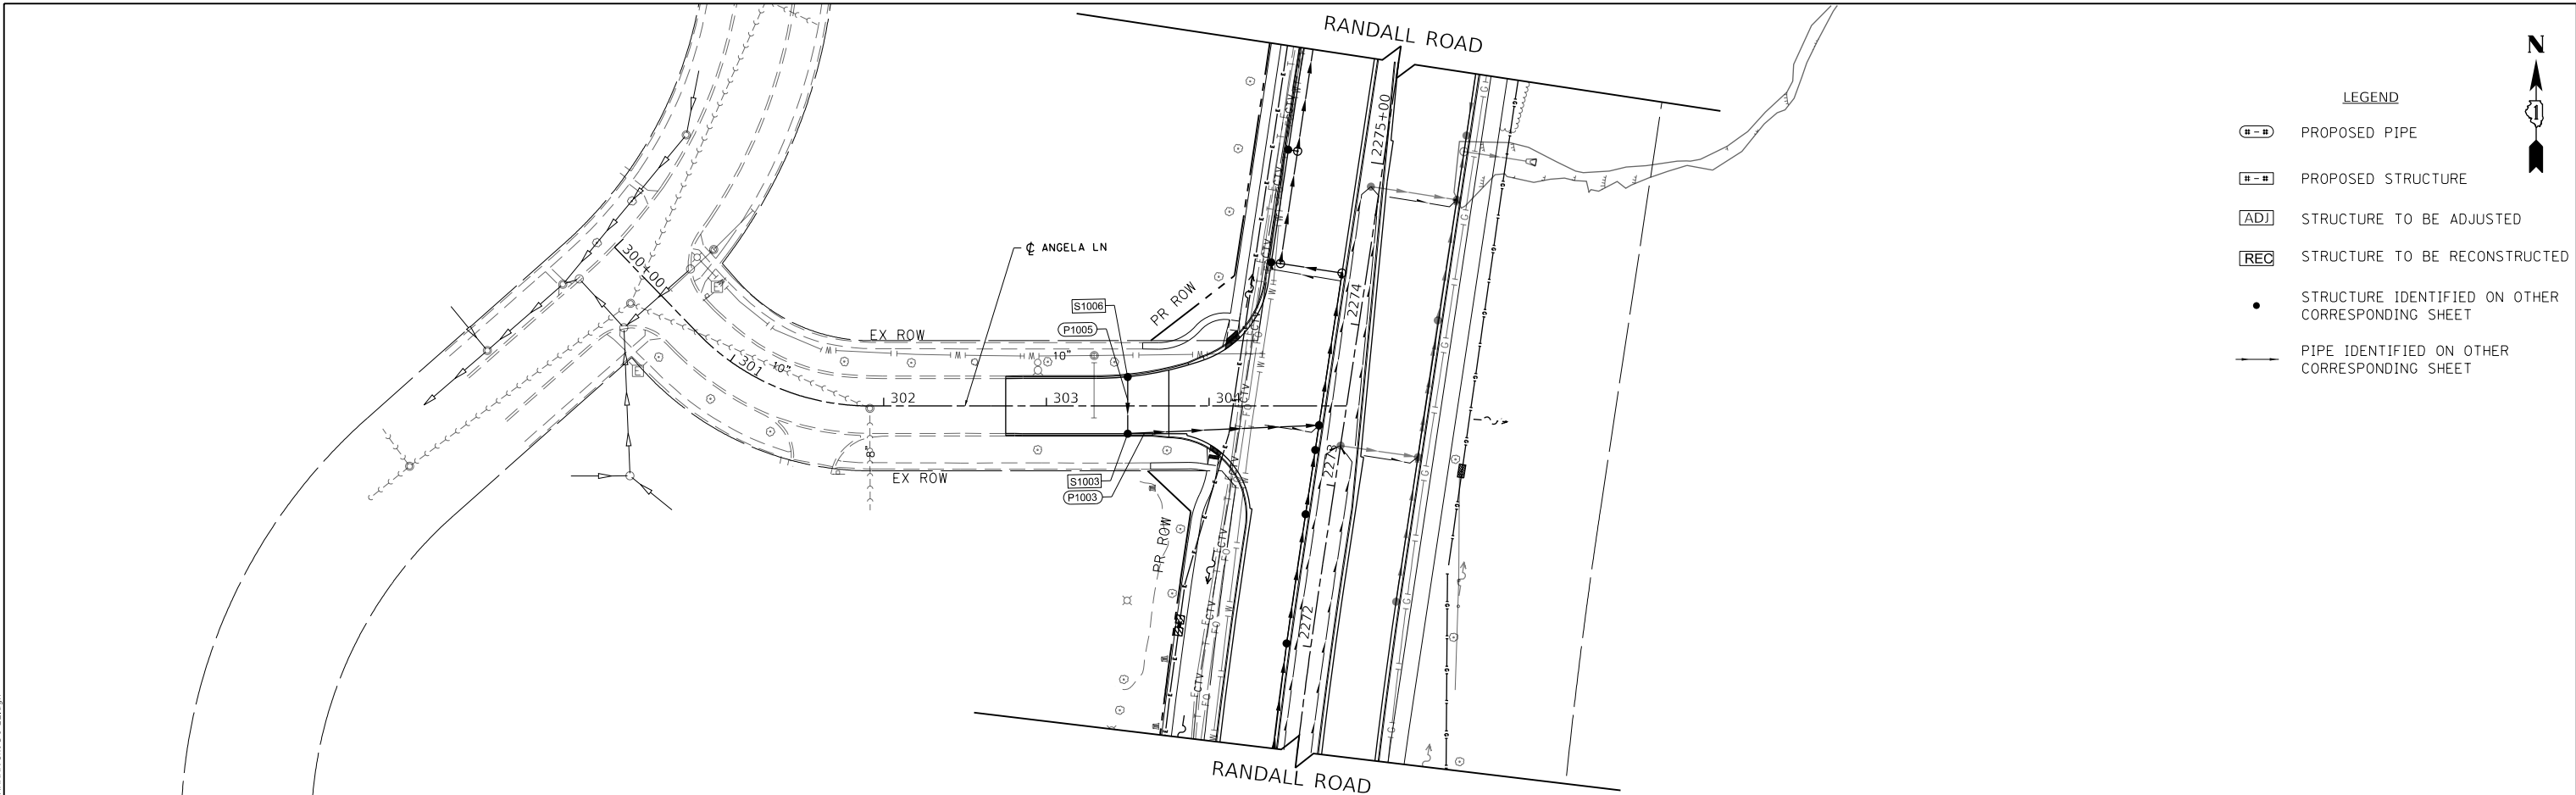 RANDALL ROAD
N
LEGEND
# - # PROPOSED PIPE
# - # PROPOSED STRUCTURE
ADJ STRUCTURE TO BE ADJUSTED
REC STRUCTURE TO BE RECONSTRUCTED
STRUCTURE IDENTIFIED ON OTHER
CORRESPONDING SHEET
PIPE IDENTIFIED ON OTHER
CORRESPONDING SHEET
2275+00
300+00
℄ ANGELA LN
PR ROW
S1006
P1005
EX ROW
10"
2274
301
10"
302
303
8"
EX ROW
S1003
P1003
PR ROW
2272
RANDALL ROAD